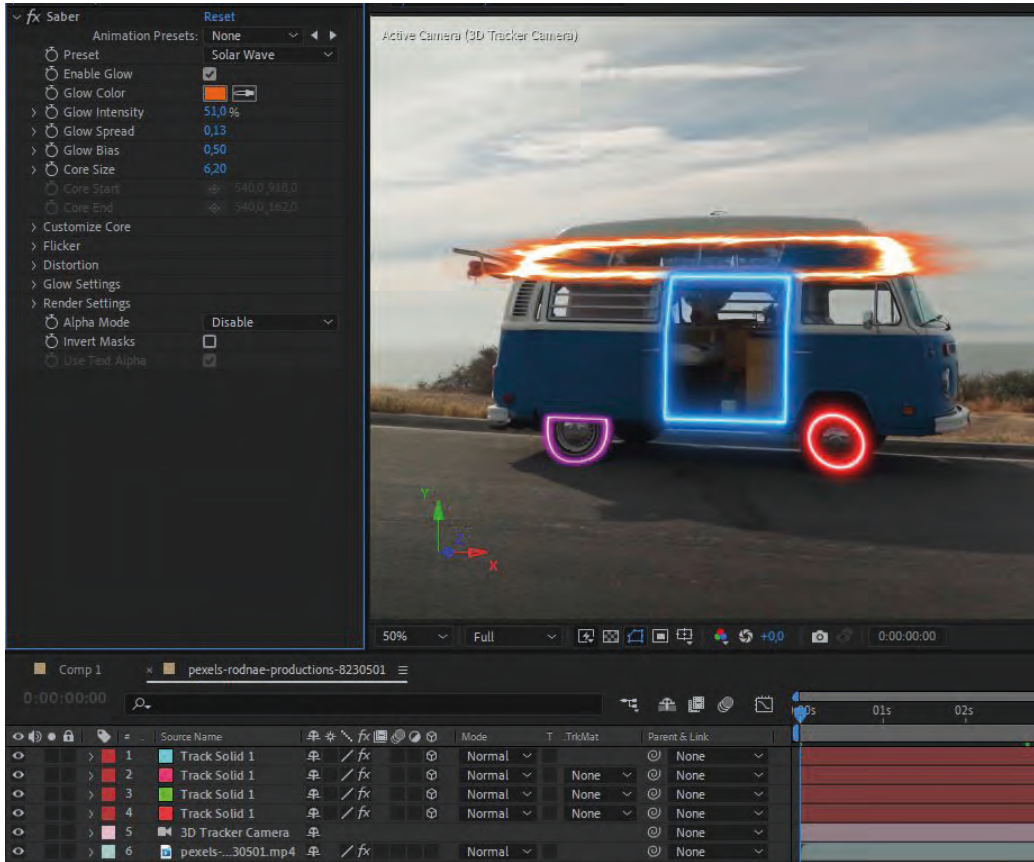 fx Saber Reset
Animation Presets: None
Preset Solar Wave
Enable Glow
Glow Color
Glow Intensity 51,0 %
Glow Spread 0,13
Glow Bias 0,50
Core Size 6,20
Core Start 540,0,918,0
Core End 540,0,162,0
Customize Core
Flicker
Distortion
Glow Settings
Render Settings
Alpha Mode Disable
Invert Masks
Use Text Alpha
Active Camera (3D Tracker Camera)
Y
Z
X
50% Full +0,0 0:00:00:00
Comp 1 × pexels-rodnae-productions-8230501
0:00:00:00
01s 02s
# Source Name fx Mode T .TrkMat Parent & Link
1 Track Solid 1 fx Normal None
2 Track Solid 1 fx Normal None None
3 Track Solid 1 fx Normal None None
4 Track Solid 1 fx Normal None None
5 3D Tracker Camera None
6 pexels-...30501.mp4 fx Normal None